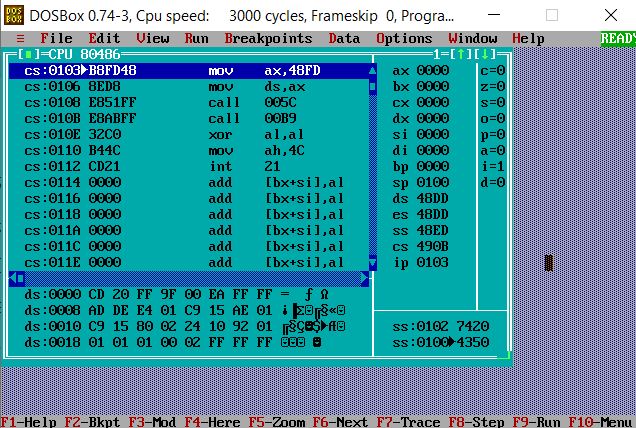 DOSBox 0.74-3, Cpu speed: 3000 cycles, Frameskip 0, Progra...
≡ File Edit View Run Breakpoints Data Options Window Help READY
[■]=CPU 80486 1=[↑][↓]
cs:0103►B8FD48 mov ax,48FD ax 0000 c=0
cs:0106 8ED8 mov ds,ax bx 0000 z=0
cs:0108 E851FF call 005C cx 0000 s=0
cs:010B E8ABFF call 00B9 dx 0000 o=0
cs:010E 32C0 xor al,al si 0000 p=0
cs:0110 B44C mov ah,4C di 0000 a=0
cs:0112 CD21 int 21 bp 0000 i=1
cs:0114 0000 add [bx+si],al sp 0100 d=0
cs:0116 0000 add [bx+si],al ds 48DD
cs:0118 0000 add [bx+si],al es 48DD
cs:011A 0000 add [bx+si],al ss 48ED
cs:011C 0000 add [bx+si],al cs 490B
cs:011E 0000 add [bx+si],al ip 0103
ds:0000 CD 20 FF 9F 00 EA FF FF = ƒ Ω
ds:0008 AD DE E4 01 C9 15 AE 01 ¡▐Σ☺╔§«☺ ss:0102 7420
ds:0010 C9 15 80 02 24 10 92 01 ╔§Ç☻$►Æ☺ ss:0100►4350
ds:0018 01 01 01 00 02 FF FF FF ☺☺☺ ☻
F1-Help F2-Bkpt F3-Mod F4-Here F5-Zoom F6-Next F7-Trace F8-Step F9-Run F10-Menu